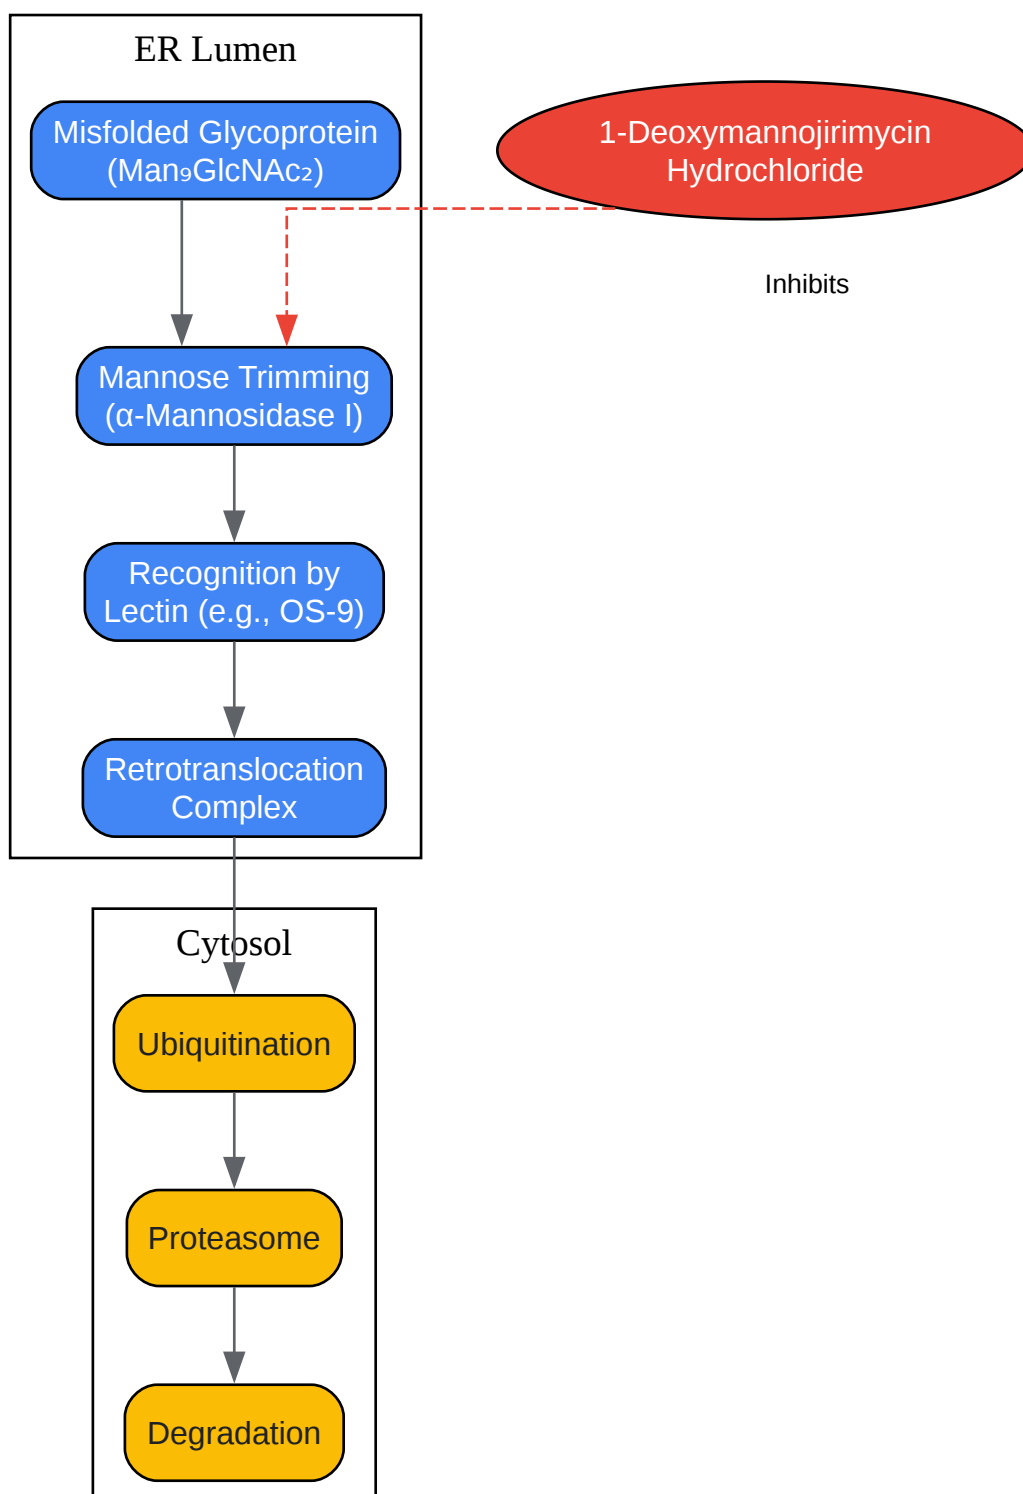 ER Lumen
Misfolded Glycoprotein
(Man₉GlcNAc₂)
1-Deoxymannojirimycin
Hydrochloride
Inhibits
Mannose Trimming
(α-Mannosidase I)
Recognition by
Lectin (e.g., OS-9)
Retrotranslocation
Complex
Cytosol
Ubiquitination
Proteasome
Degradation